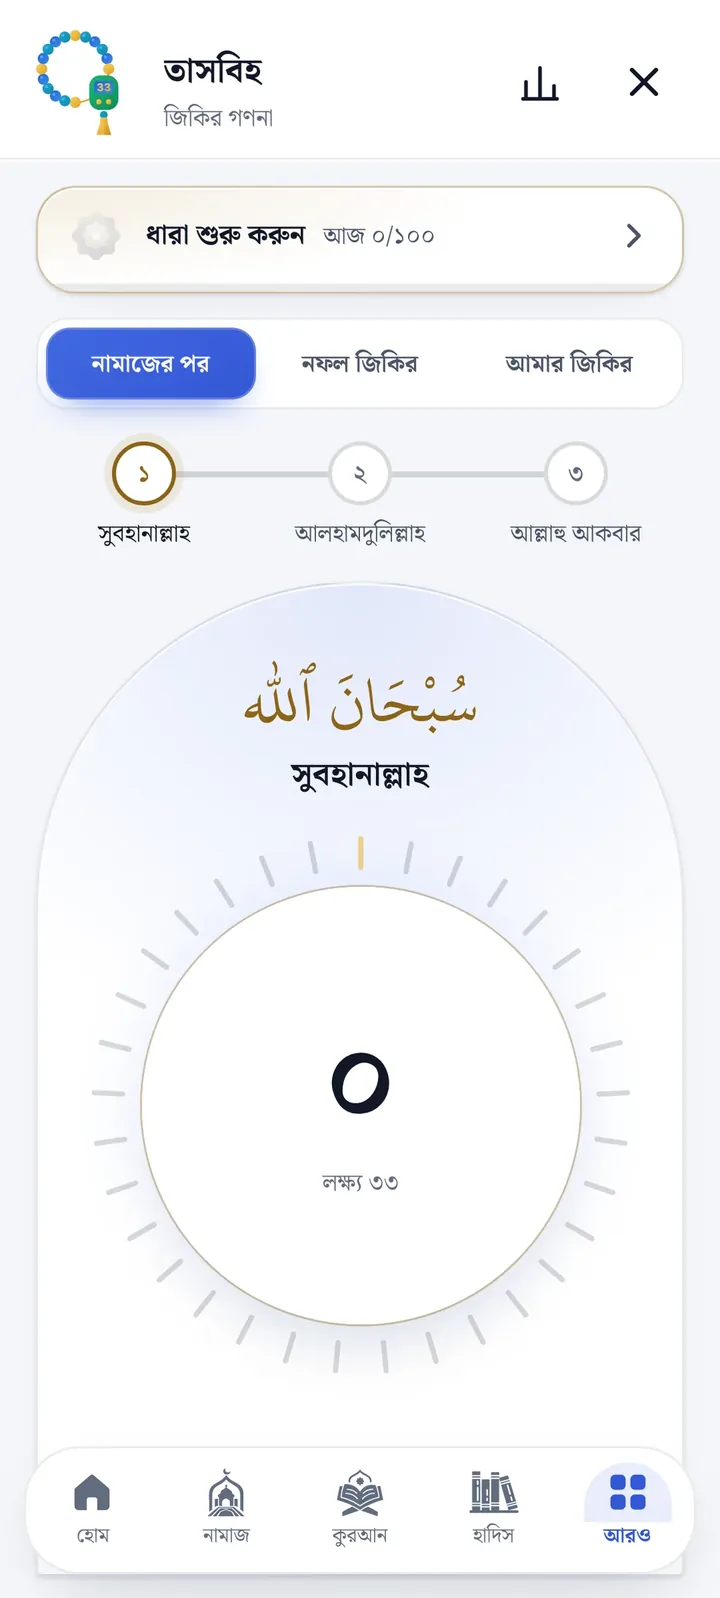 33
তাসবিহ
জিকির গণনা
ধারা শুরু করুন আজ ০/১০০
নামাজের পর নফল জিকির আমার জিকির
১ ২ ৩
সুবহানাল্লাহ আলহামদুলিল্লাহ আল্লাহু আকবার
سُبْحَانَ ٱللَّٰه
সুবহানাল্লাহ
০
লক্ষ্য ৩৩
হোম নামাজ কুরআন হাদিস আরও